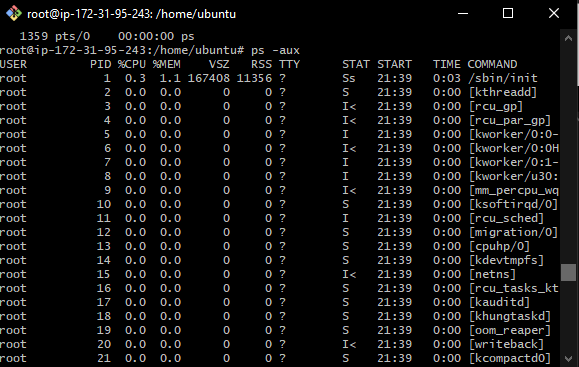 root@ip-172-31-95-243: /home/ubuntu
1359 pts/0    00:00:00 ps
root@ip-172-31-95-243:/home/ubuntu# ps -aux
USER         PID %CPU %MEM    VSZ   RSS TTY      STAT START   TIME COMMAND
root           1  0.3  1.1 167408 11356 ?        Ss   21:39   0:03 /sbin/init
root           2  0.0  0.0      0     0 ?        S    21:39   0:00 [kthreadd]
root           3  0.0  0.0      0     0 ?        I<   21:39   0:00 [rcu_gp]
root           4  0.0  0.0      0     0 ?        I<   21:39   0:00 [rcu_par_gp]
root           5  0.0  0.0      0     0 ?        I    21:39   0:00 [kworker/0:0-
root           6  0.0  0.0      0     0 ?        I<   21:39   0:00 [kworker/0:0H
root           7  0.0  0.0      0     0 ?        I    21:39   0:00 [kworker/0:1-
root           8  0.0  0.0      0     0 ?        I    21:39   0:00 [kworker/u30:
root           9  0.0  0.0      0     0 ?        I<   21:39   0:00 [mm_percpu_wq
root          10  0.0  0.0      0     0 ?        S    21:39   0:00 [ksoftirqd/0]
root          11  0.0  0.0      0     0 ?        I    21:39   0:00 [rcu_sched]
root          12  0.0  0.0      0     0 ?        S    21:39   0:00 [migration/0]
root          13  0.0  0.0      0     0 ?        S    21:39   0:00 [cpuhp/0]
root          14  0.0  0.0      0     0 ?        S    21:39   0:00 [kdevtmpfs]
root          15  0.0  0.0      0     0 ?        I<   21:39   0:00 [netns]
root          16  0.0  0.0      0     0 ?        S    21:39   0:00 [rcu_tasks_kt
root          17  0.0  0.0      0     0 ?        S    21:39   0:00 [kauditd]
root          18  0.0  0.0      0     0 ?        S    21:39   0:00 [khungtaskd]
root          19  0.0  0.0      0     0 ?        S    21:39   0:00 [oom_reaper]
root          20  0.0  0.0      0     0 ?        I<   21:39   0:00 [writeback]
root          21  0.0  0.0      0     0 ?        S    21:39   0:00 [kcompactd0]